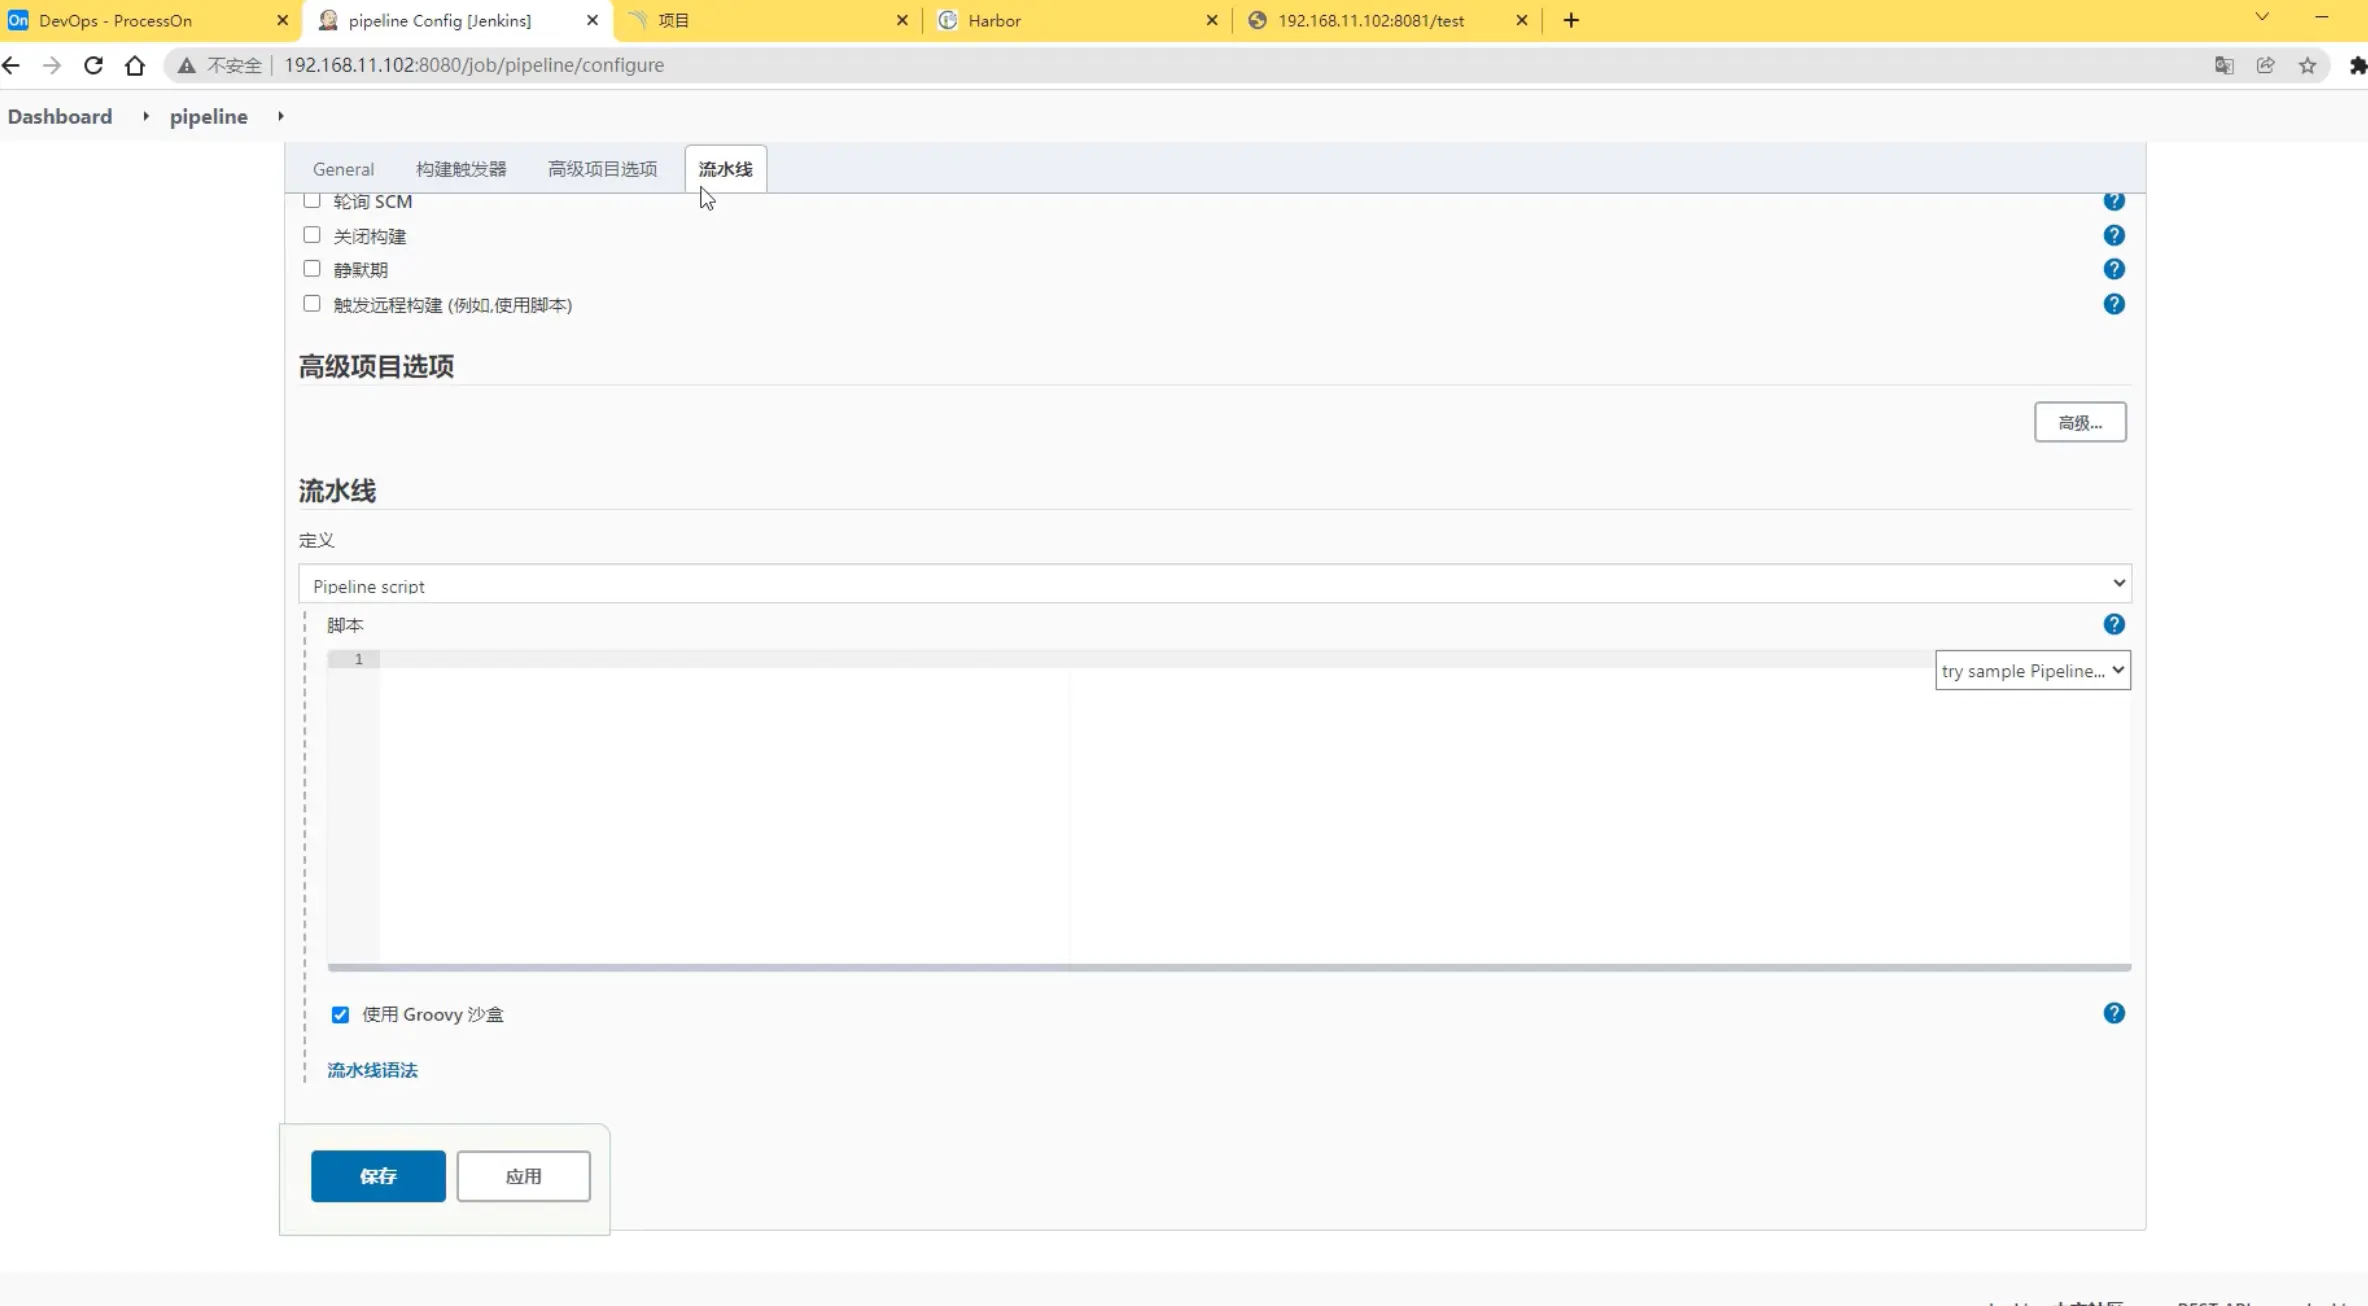 On DevOps - ProcessOn
pipeline Config [Jenkins]
项目
Harbor
192.168.11.102:8081/test
不安全
192.168.11.102:8080/job/pipeline/configure
Dashboard
pipeline
General
构建触发器
高级项目选项
流水线
轮询 SCM
关闭构建
静默期
触发远程构建 (例如,使用脚本)
高级项目选项
高级...
流水线
定义
Pipeline script
脚本
1
try sample Pipeline...
使用 Groovy 沙盒
流水线语法
保存
应用
REST API